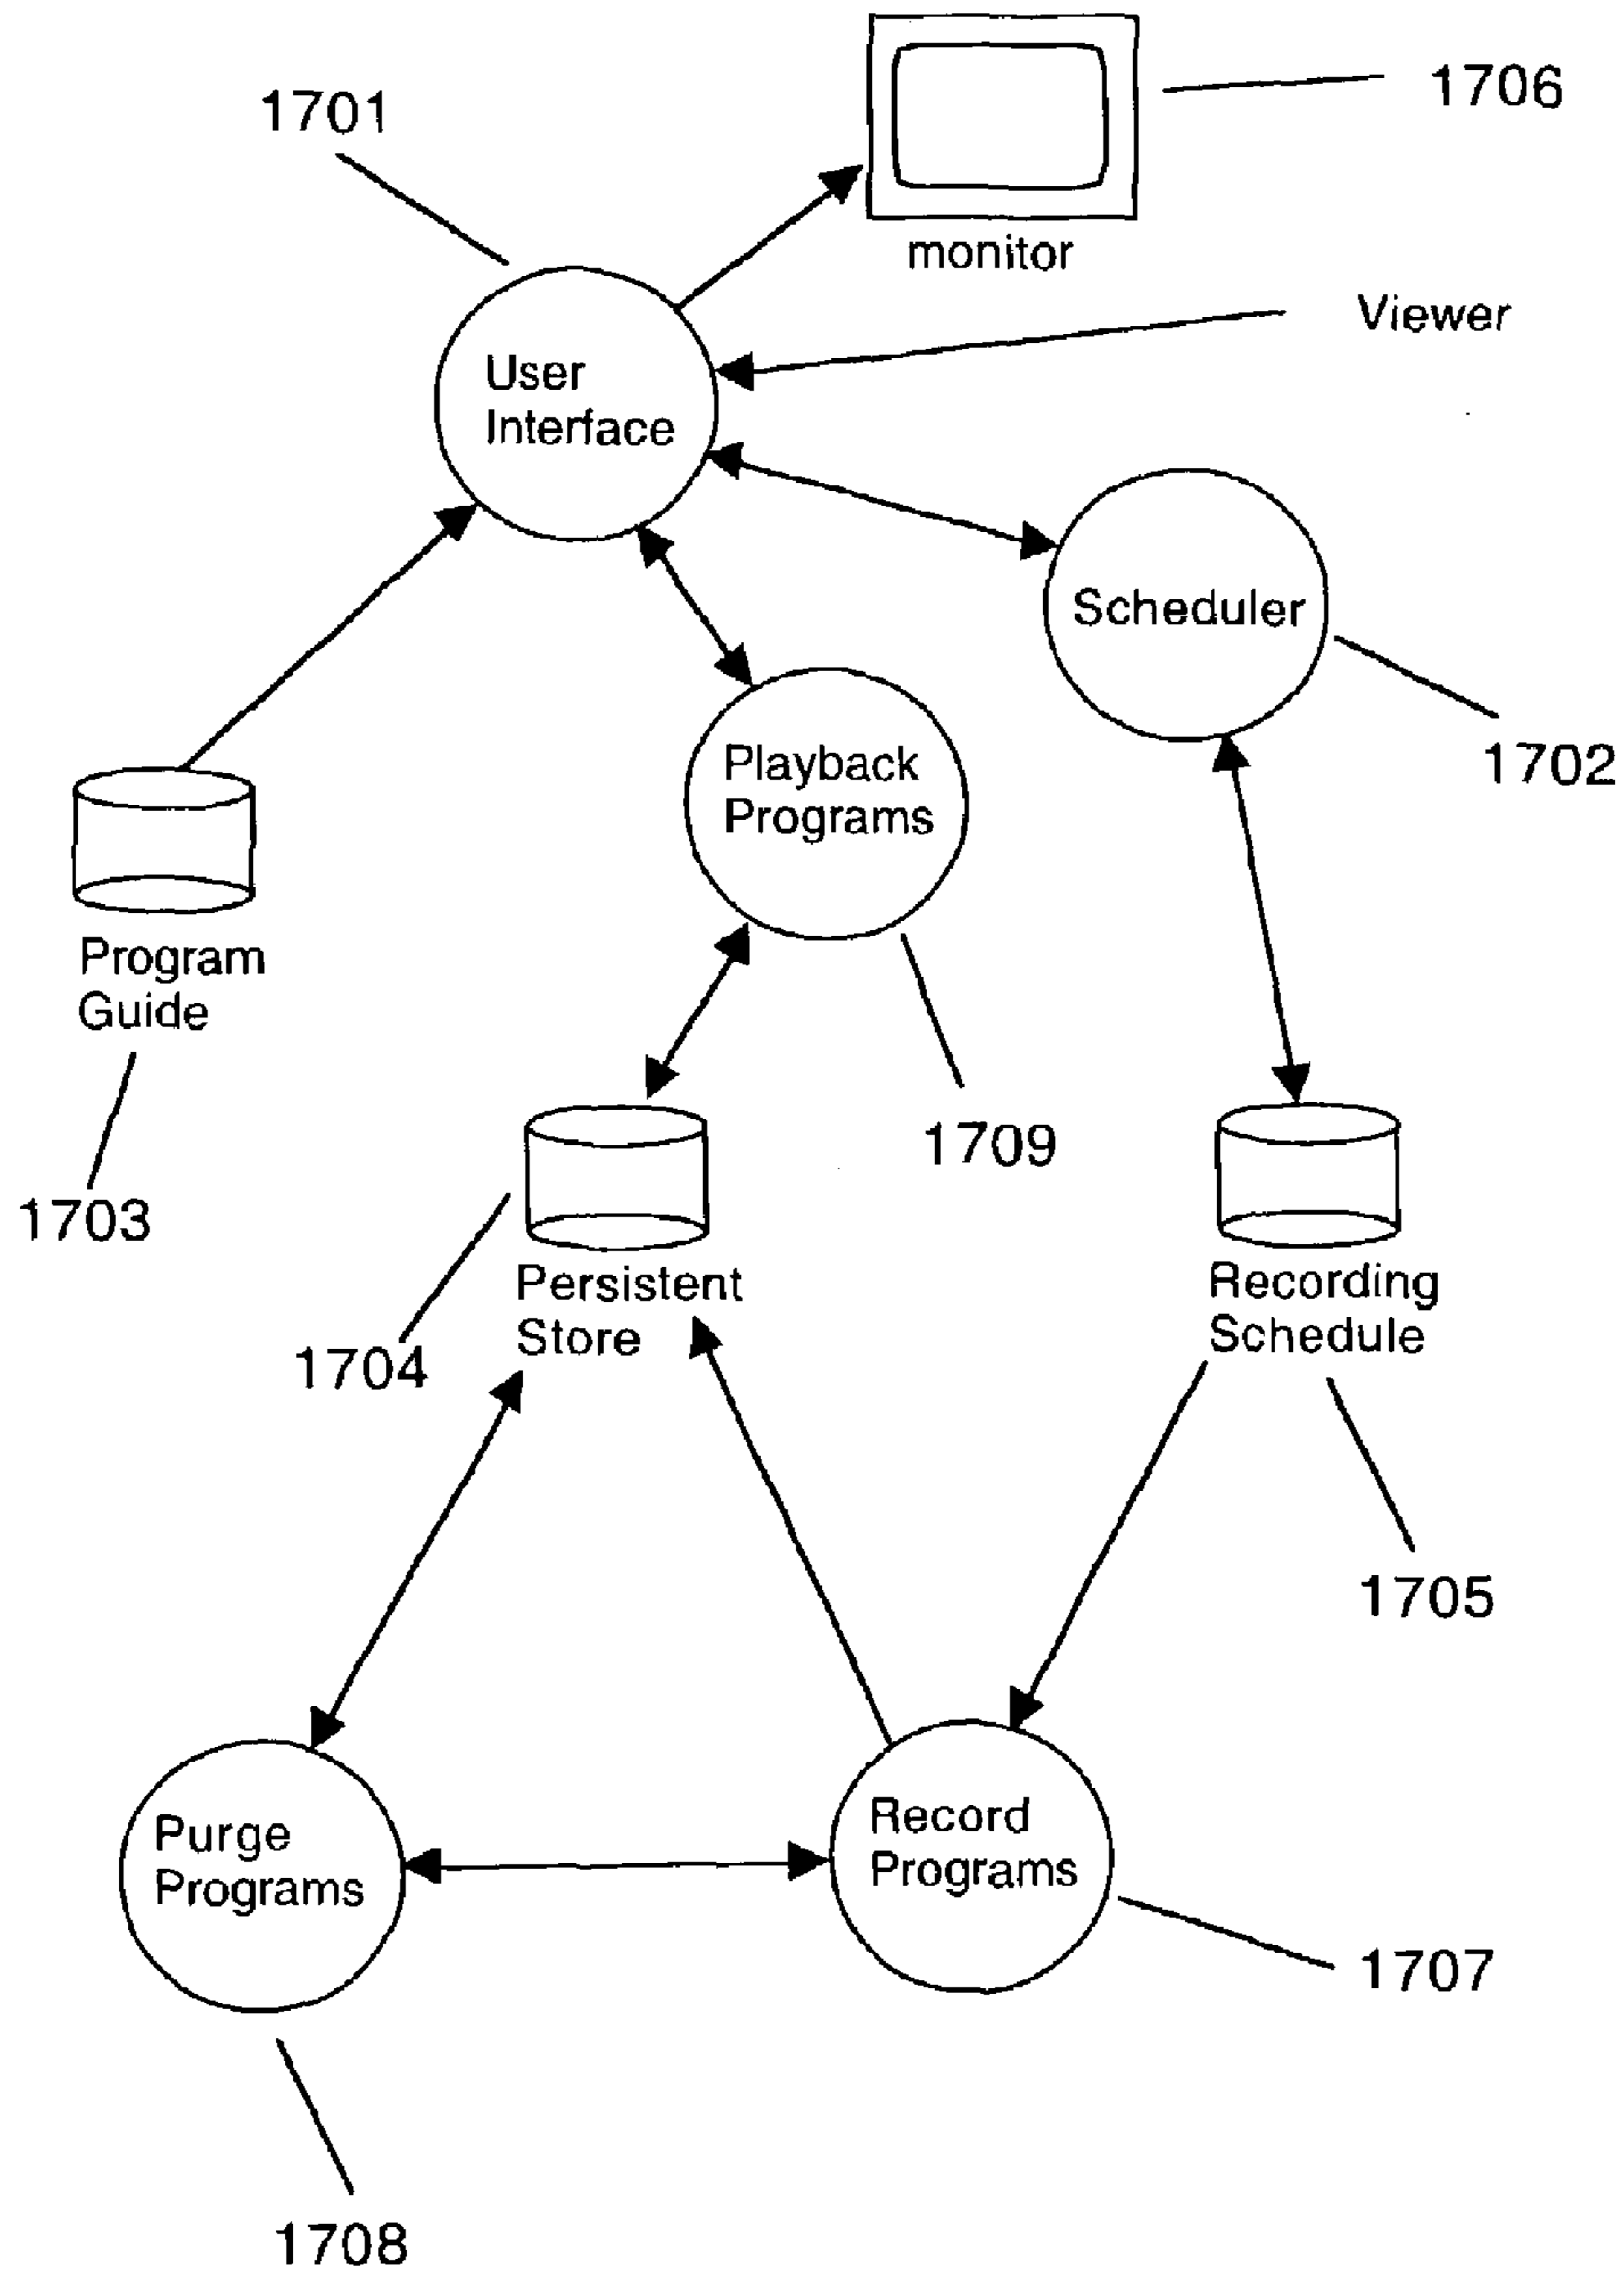 1701
1706
monitor
Viewer
User
Interface
Scheduler
1702
Playback
Programs
Program
Guide
1709
1703
Persistent
Store
Recording
Schedule
1704
1705
Purge
Programs
Record
Programs
1707
1708